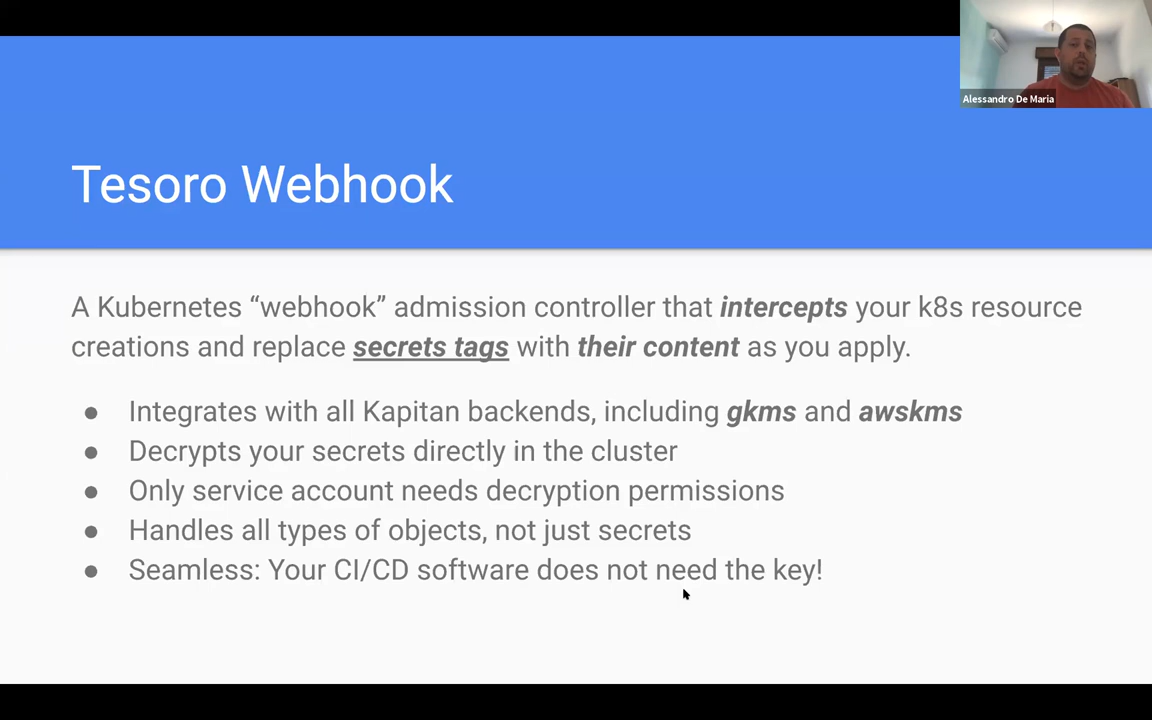 Alessandro De Maria
Tesoro Webhook
A Kubernetes “webhook” admission controller that intercepts your k8s resource
creations and replace secrets tags with their content as you apply.
● Integrates with all Kapitan backends, including gkms and awskms
● Decrypts your secrets directly in the cluster
● Only service account needs decryption permissions
● Handles all types of objects, not just secrets
● Seamless: Your CI/CD software does not need the key!